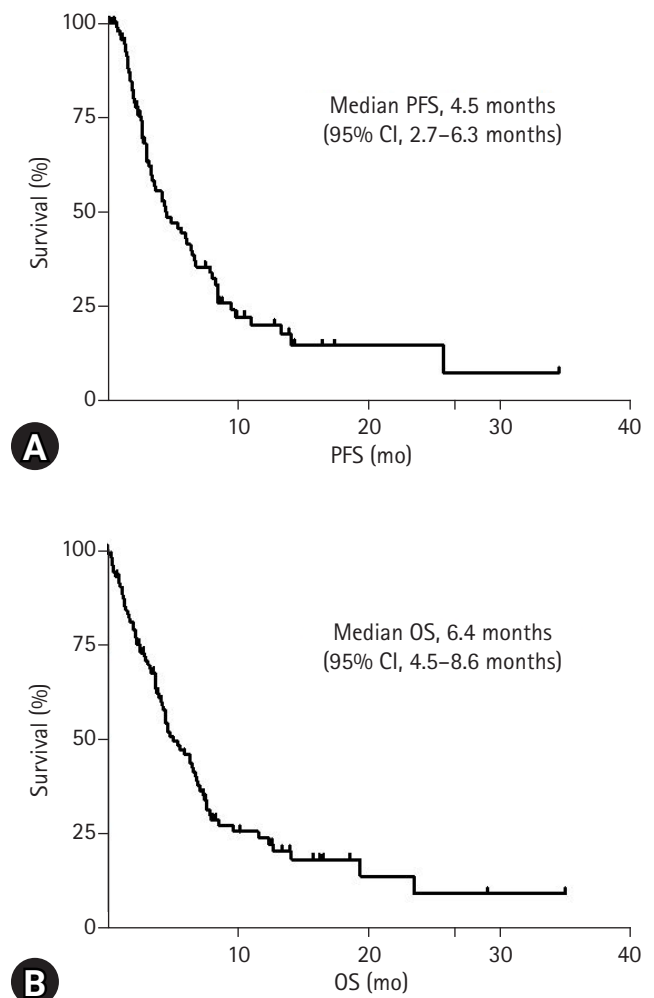 100
75
50
25
0
Survival (%)
Median PFS, 4.5 months
(95% CI, 2.7–6.3 months)
10
20
30
40
PFS (mo)
A
100
75
50
25
0
Survival (%)
Median OS, 6.4 months
(95% CI, 4.5–8.6 months)
10
20
30
40
OS (mo)
B